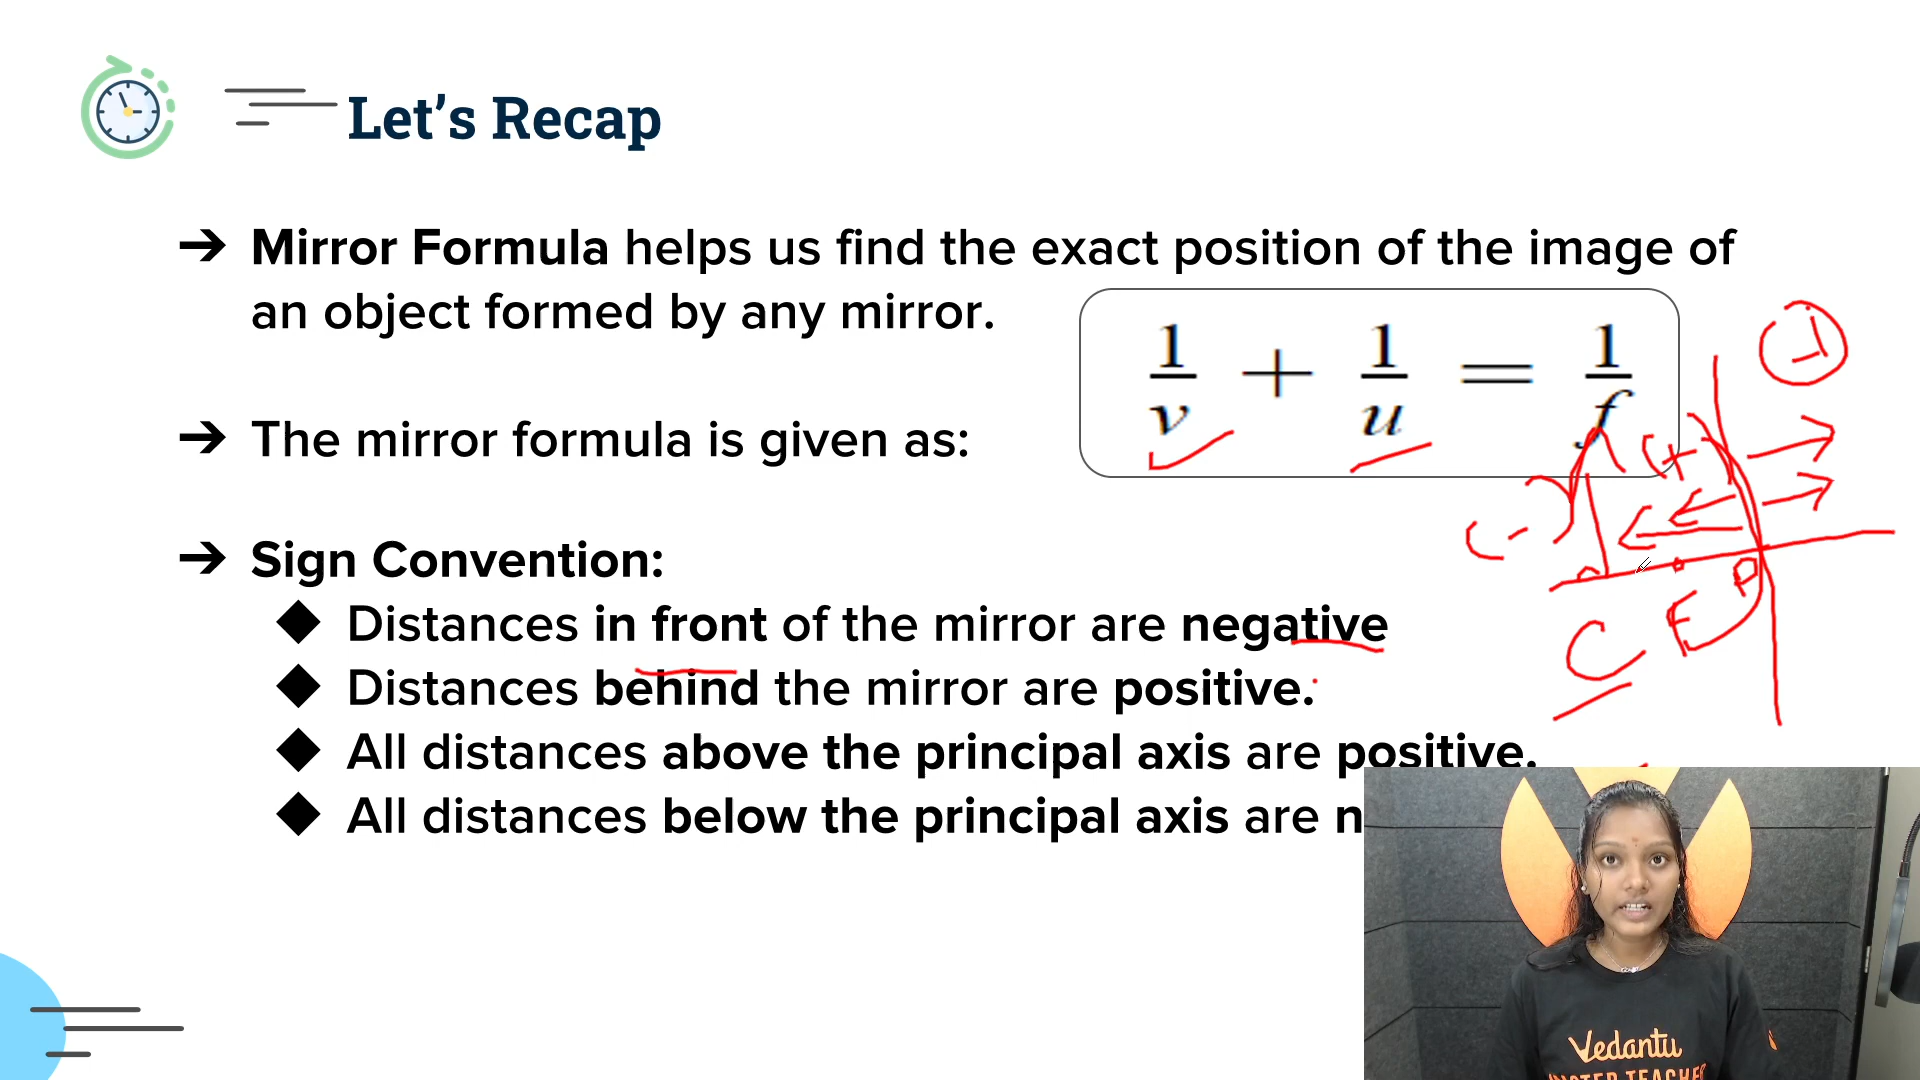 Let's Recap
➔ Mirror Formula helps us find the exact position of the image of
an object formed by any mirror.
1/v + 1/u = 1/f
➔ The mirror formula is given as:
(+)
(-)
➔ Sign Convention:
P
F
C
◆ Distances in front of the mirror are negative
◆ Distances behind the mirror are positive.
◆ All distances above the principal axis are positive.
◆ All distances below the principal axis are n
Vedantu
MASTER TEACHER